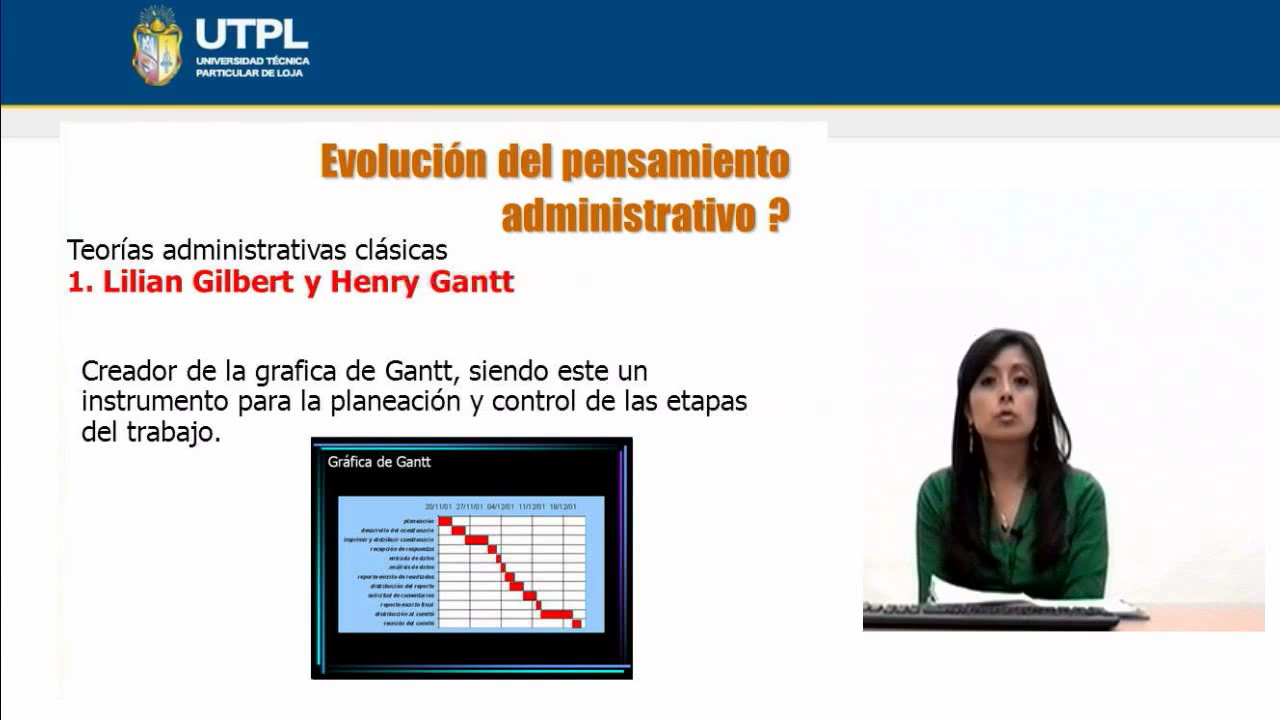 UTPL
UNIVERSIDAD TÉCNICA
PARTICULAR DE LOJA
Evolución del pensamiento
administrativo ?
Teorías administrativas clásicas
1. Lilian Gilbert y Henry Gantt
Creador de la grafica de Gantt, siendo este un
instrumento para la planeación y control de las etapas
del trabajo.
Gráfica de Gantt
20/11/01 27/11/01 04/12/01 11/12/01 18/12/01
planeación
desarrollo del cuestionario
imprimir y distribuir cuestionario
recepción de respuestas
entrada de datos
análisis de datos
reporte escrito de resultados
distribución del reporte
solicitud de comentarios
reporte escrito final
distribución al comité
reunión del comité